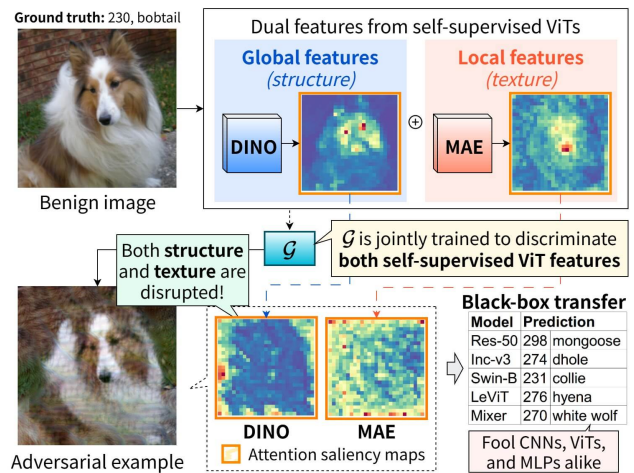 Ground truth: 230, bobtail
Benign image
Dual features from self-supervised ViTs
Global features
(structure)
DINO
⊕
Local features
(texture)
MAE
Both structure
and texture are
disrupted!
𝒢
𝒢 is jointly trained to discriminate
both self-supervised ViT features
Adversarial example
DINO
MAE
Attention saliency maps
Black-box transfer
Model Prediction
Res-50 298 mongoose
Inc-v3 274 dhole
Swin-B 231 collie
LeViT 276 hyena
Mixer 270 white wolf
Fool CNNs, ViTs,
and MLPs alike